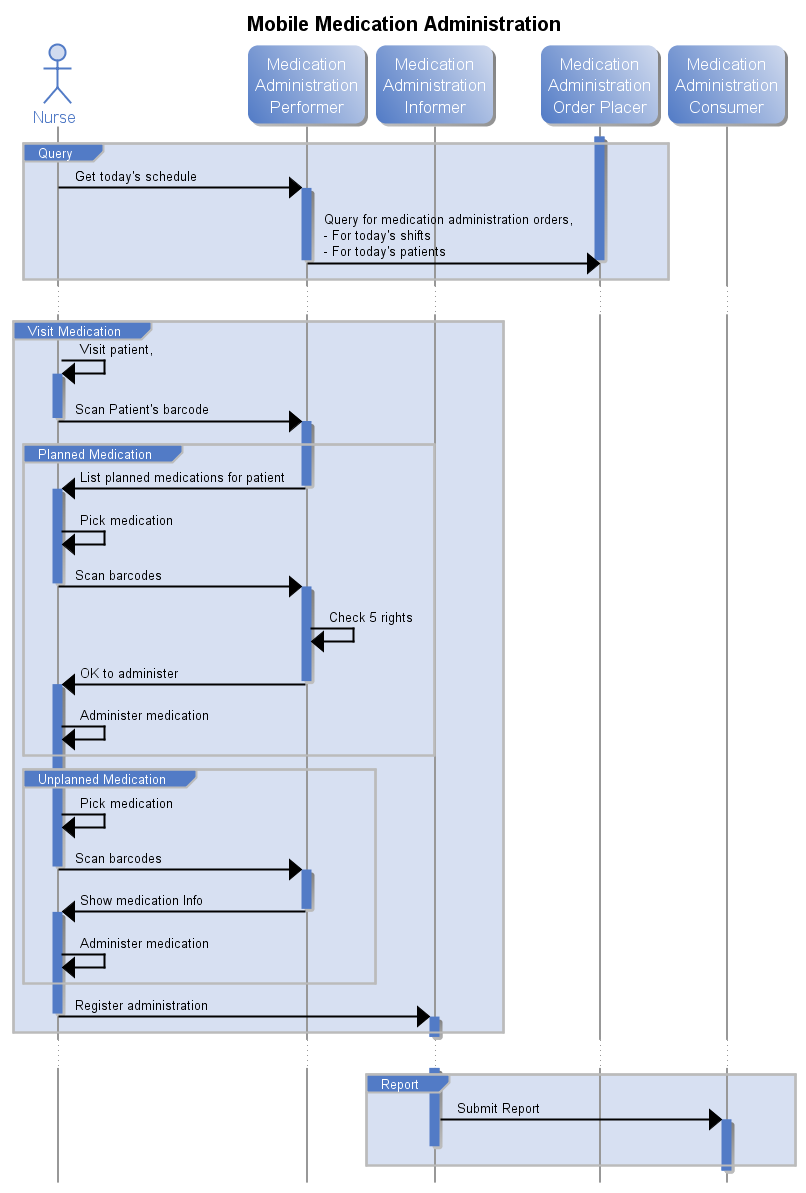 Mobile Medication Administration
Nurse
Medication
Administration
Performer
Medication
Administration
Informer
Medication
Administration
Order Placer
Medication
Administration
Consumer
Query
Get today's schedule
Query for medication administration orders,
- For today's shifts
- For today's patients
Visit Medication
Visit patient,
Scan Patient's barcode
Planned Medication
List planned medications for patient
Pick medication
Scan barcodes
Check 5 rights
OK to administer
Administer medication
Unplanned Medication
Pick medication
Scan barcodes
Show medication Info
Administer medication
Register administration
Report
Submit Report